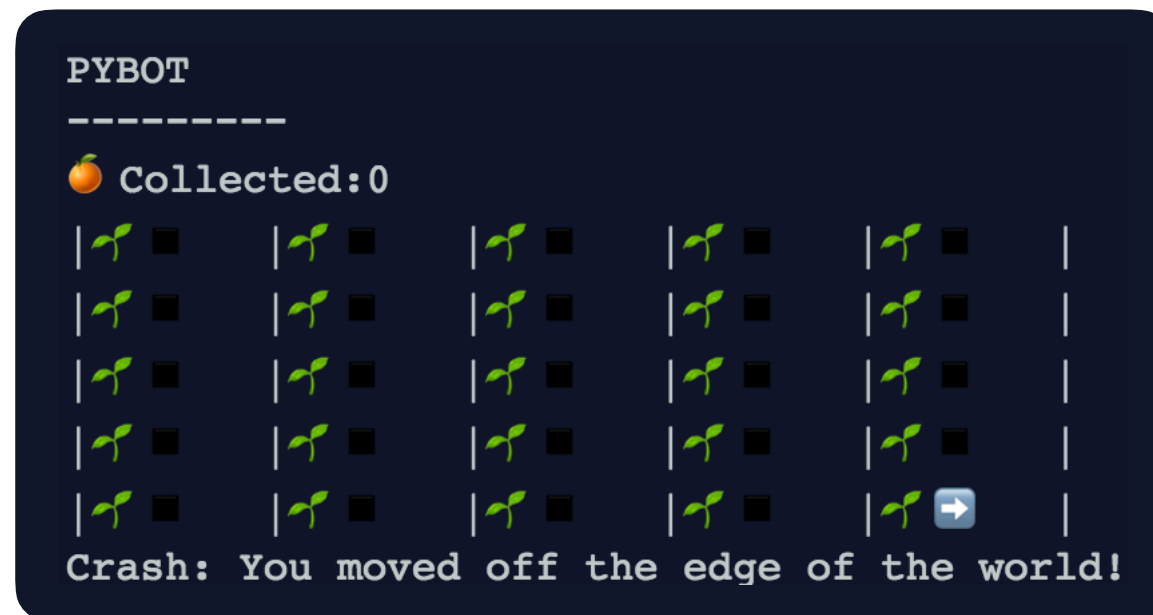 PYBOT
---------
🍊 Collected:0
|🌱 ◾ |🌱 ◾ |🌱 ◾ |🌱 ◾ |🌱 ◾ |
|🌱 ◾ |🌱 ◾ |🌱 ◾ |🌱 ◾ |🌱 ◾ |
|🌱 ◾ |🌱 ◾ |🌱 ◾ |🌱 ◾ |🌱 ◾ |
|🌱 ◾ |🌱 ◾ |🌱 ◾ |🌱 ◾ |🌱 ◾ |
|🌱 ◾ |🌱 ◾ |🌱 ◾ |🌱 ◾ |🌱 ➡️ |
Crash: You moved off the edge of the world!